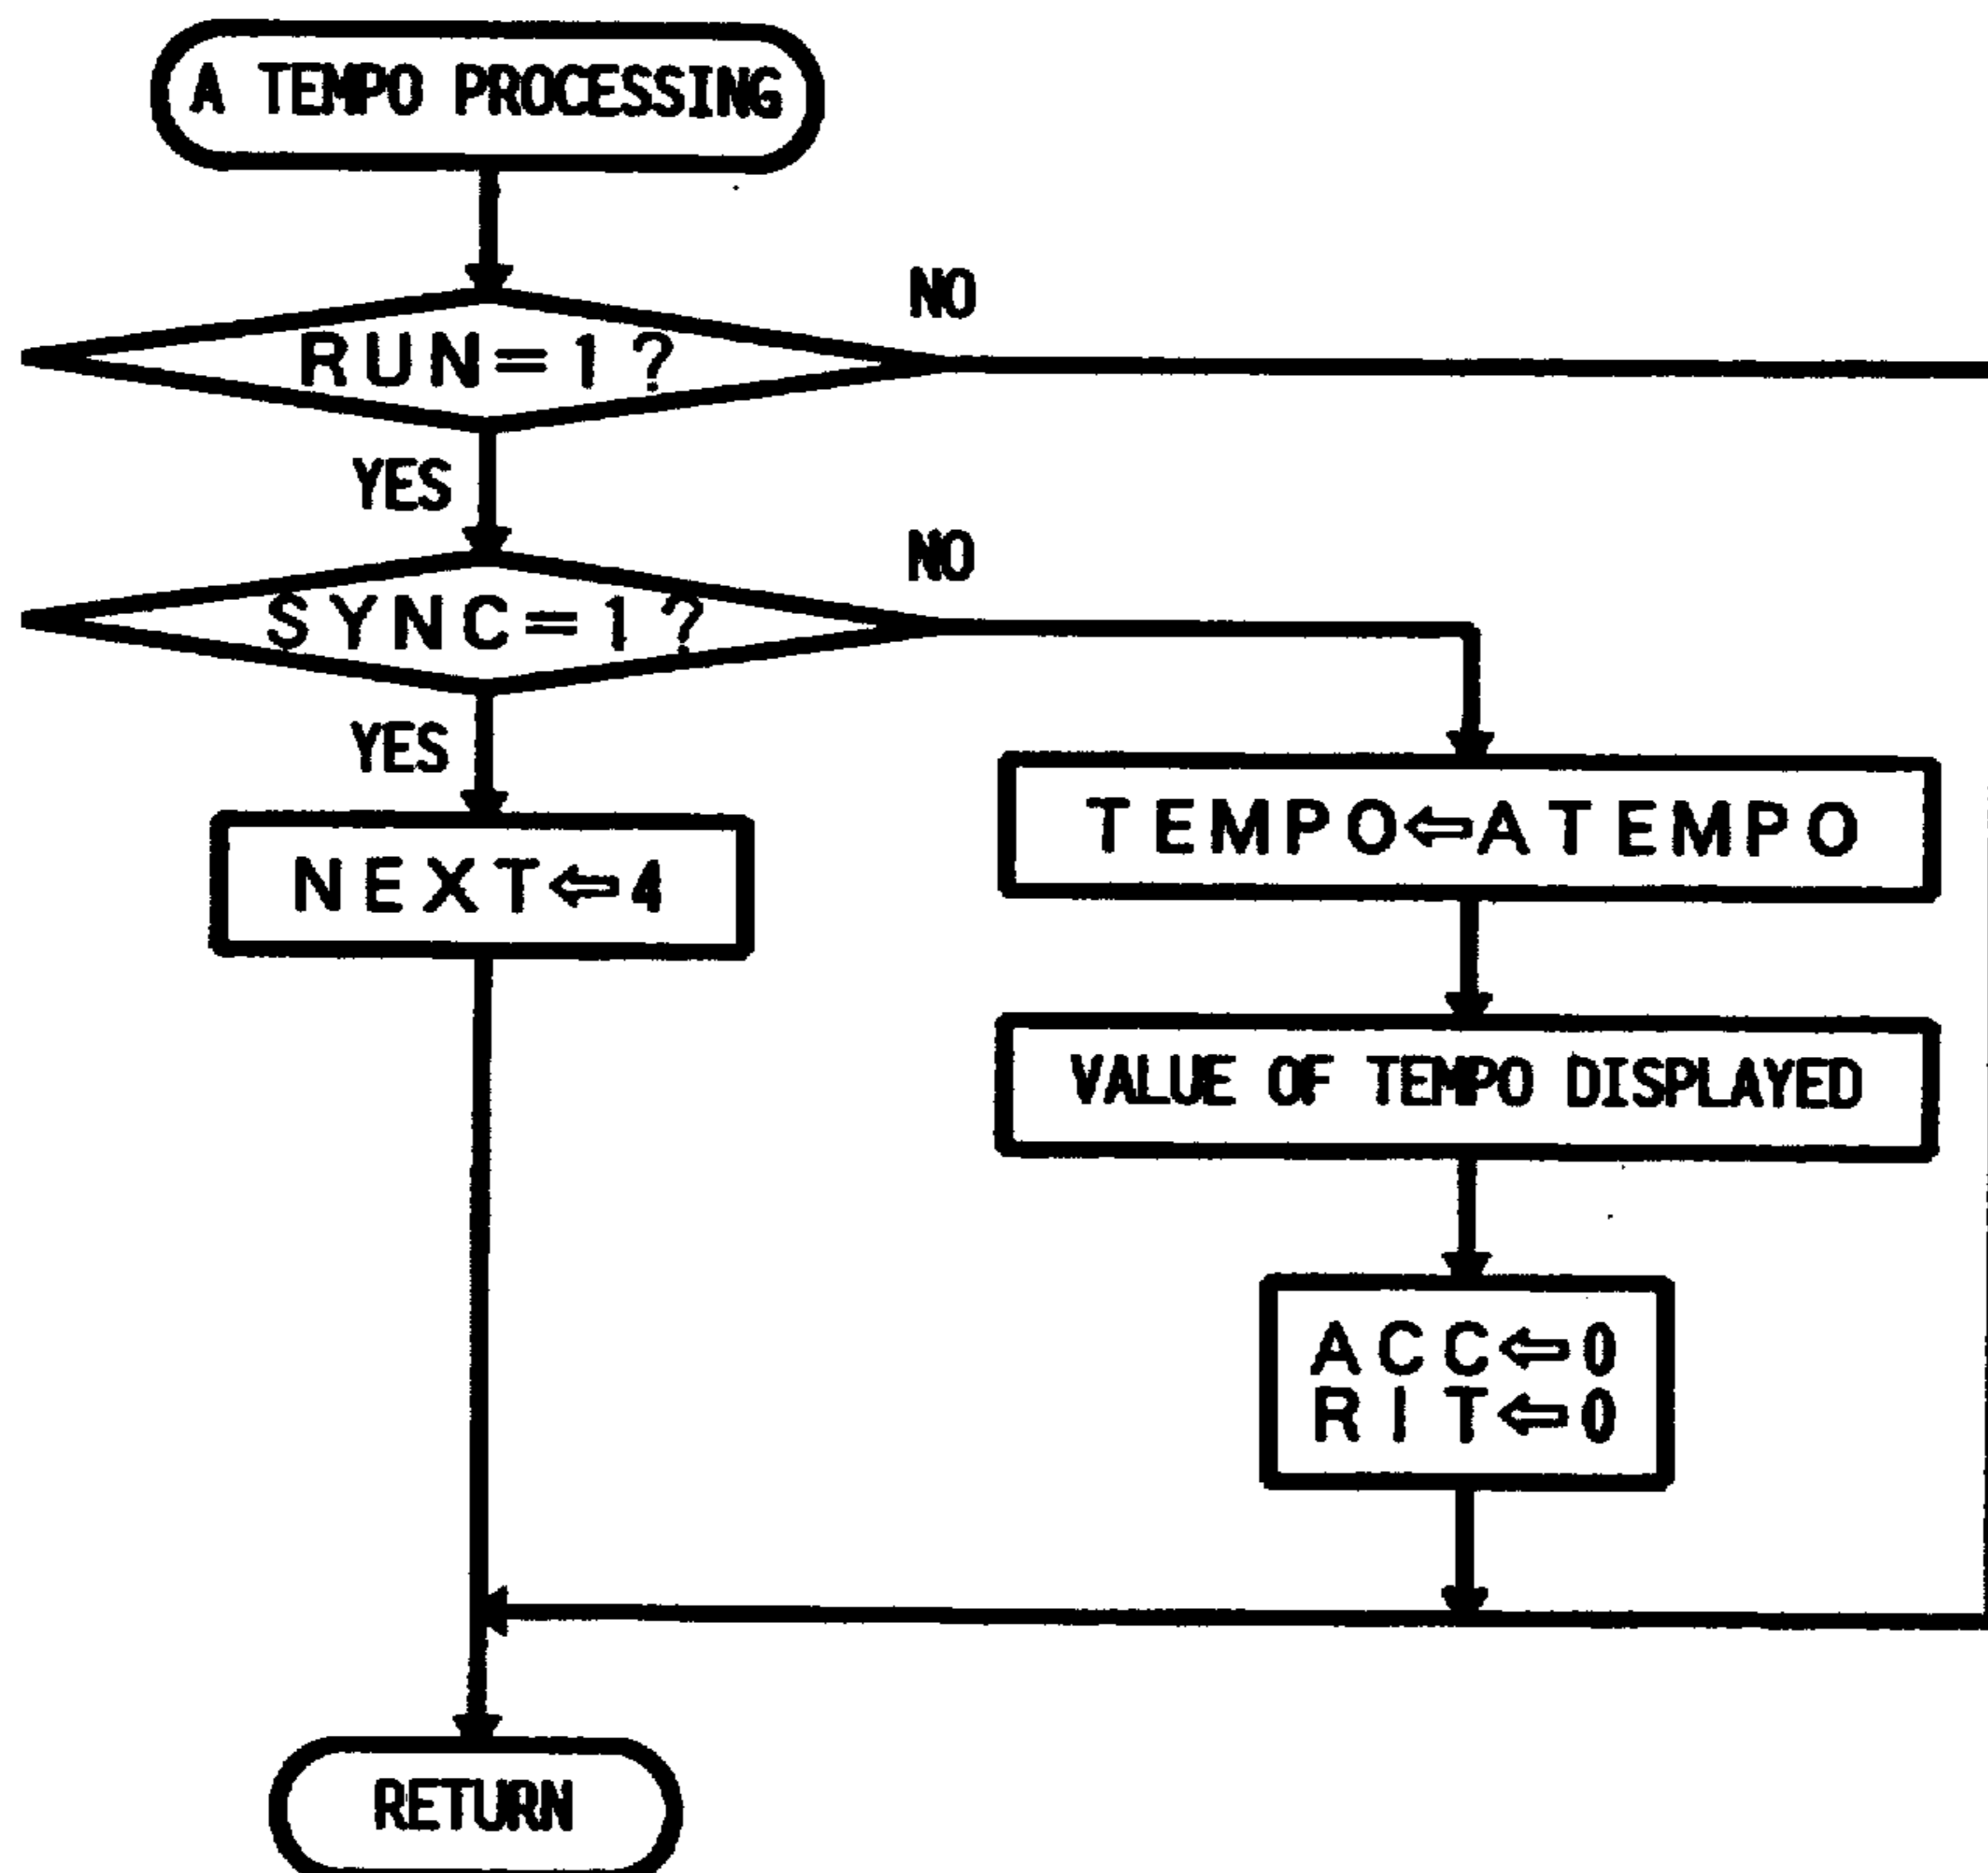 A TEMPO PROCESSING
NO
RUN=1?
YES
NO
SYNC=1?
YES
TEMPO⇐ATEMPO
NEXT⇐4
VALUE OF TEMPO DISPLAYED
ACC⇐0
RIT⇐0
RETURN